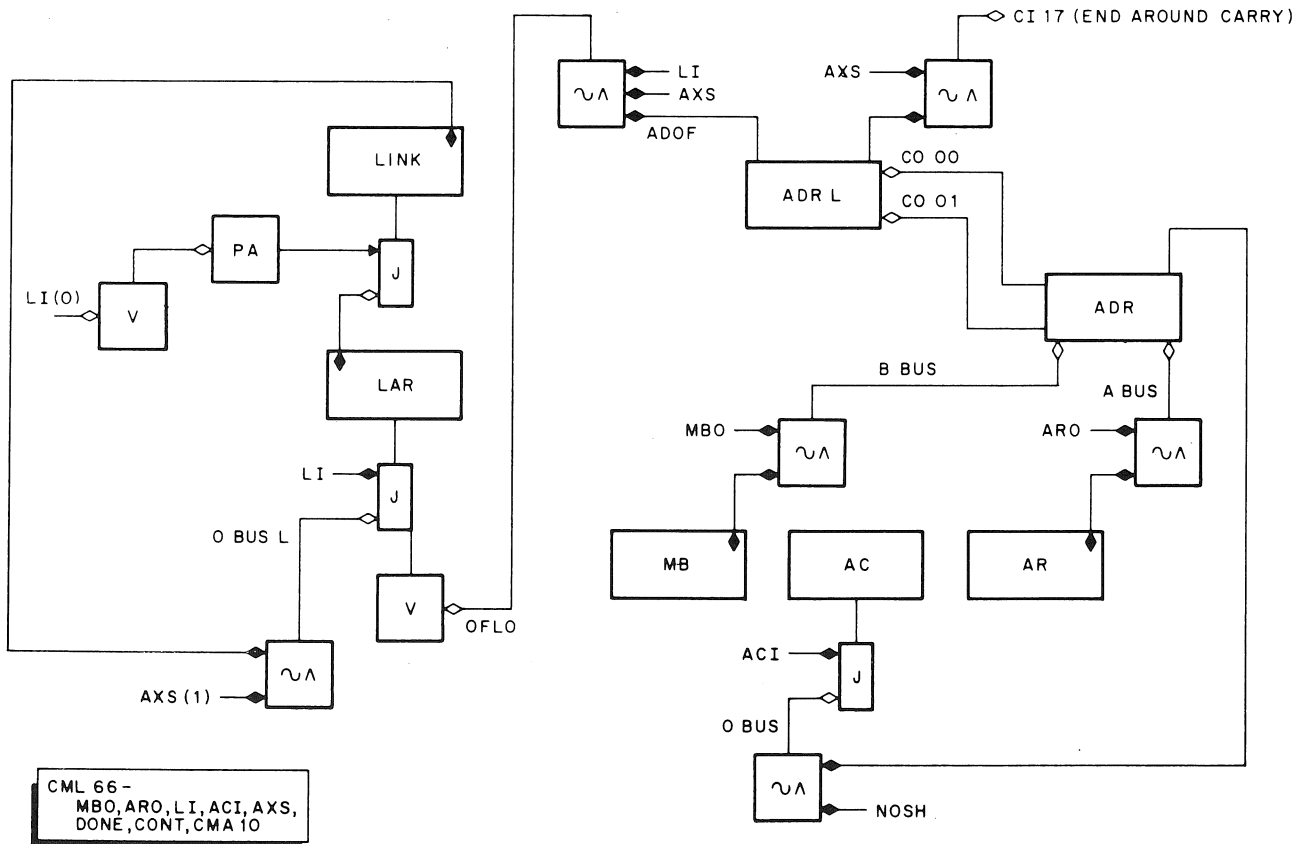 CI 17 (END AROUND CARRY)
LI
AXS
AXS
∿Λ
∿Λ
ADOF
LINK
CO 00
ADR L
CO 01
PA
J
LI(0)
V
ADR
LAR
B BUS
A BUS
MBO
ARO
∿Λ
∿Λ
LI
J
O BUS L
MB
AC
AR
V
OFLO
ACI
J
∿Λ
AXS (1)
O BUS
∿Λ
NOSH
CML 66-
MBO, ARO, LI, ACI, AXS,
DONE, CONT, CMA 10